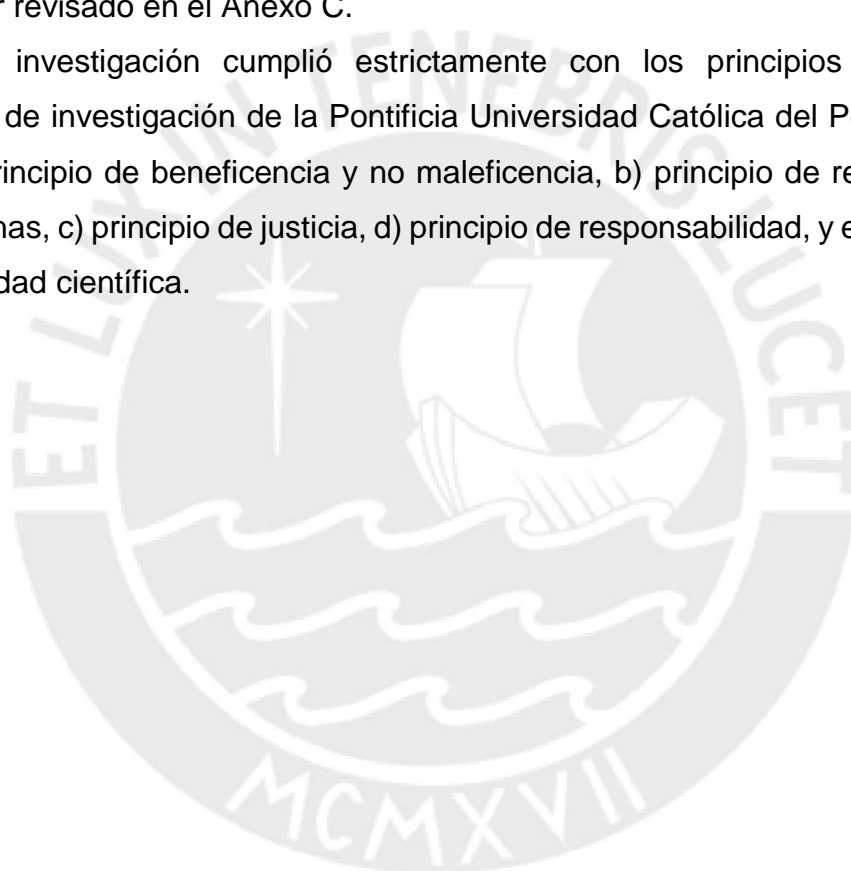 r revisado en el Anexo C.
investigación cumplió estrictamente con los principios
de investigación de la Pontificia Universidad Católica del P
rincipio de beneficencia y no maleficencia, b) principio de re
nas, c) principio de justicia, d) principio de responsabilidad, y e
dad científica.
ET LUX IN TENEBRIS LUCET
MCMXVII